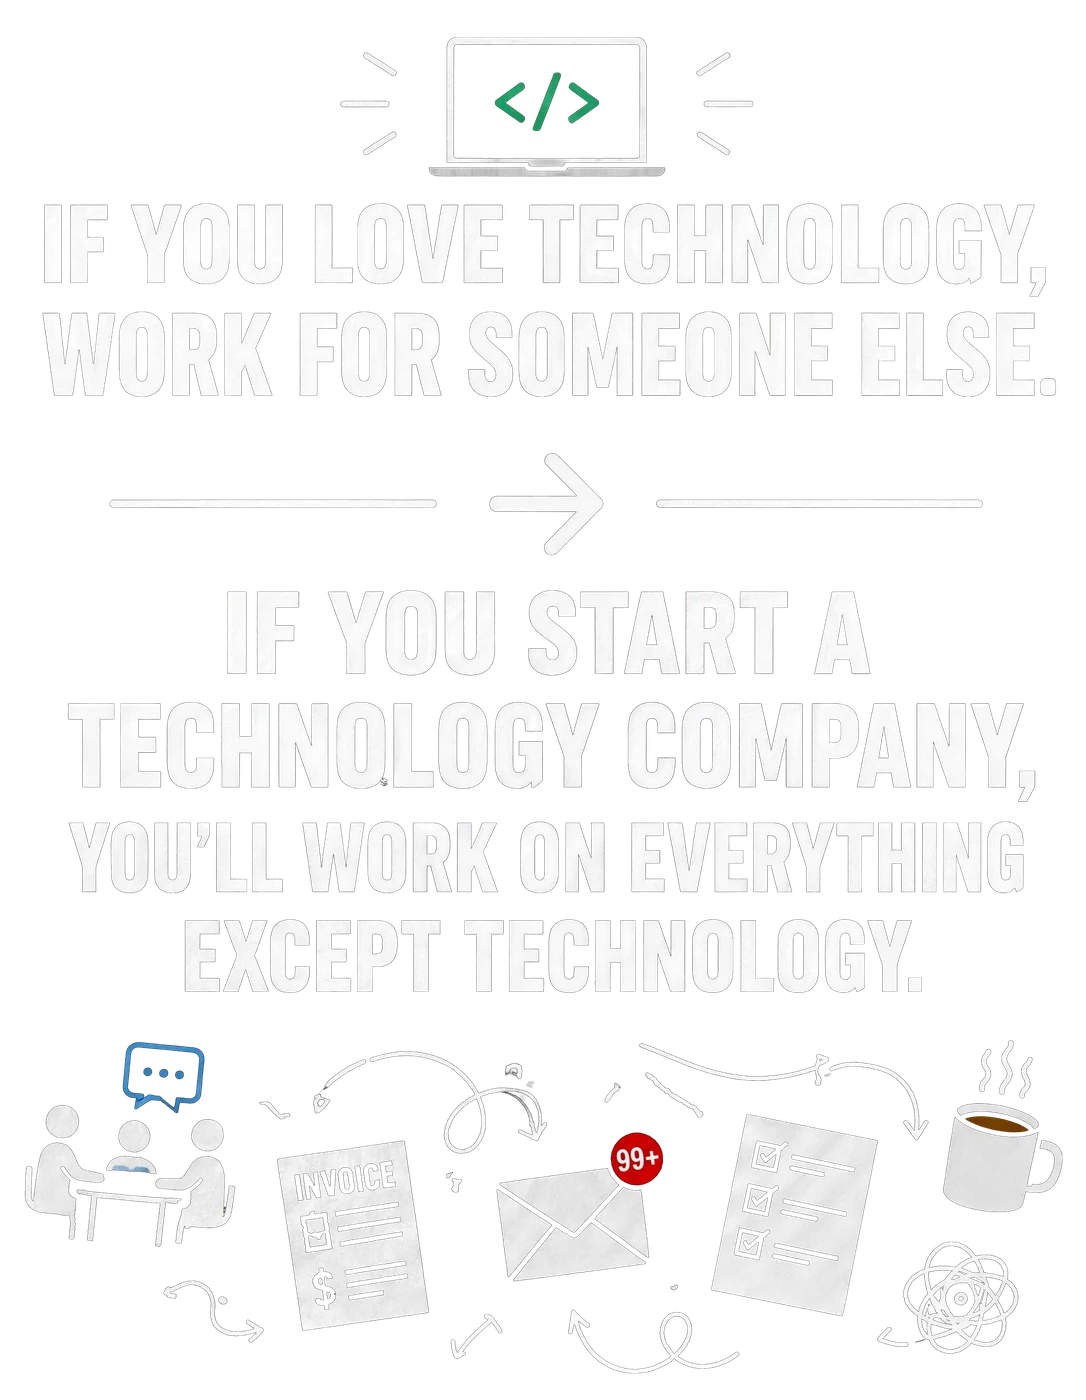 </>
IF YOU LOVE TECHNOLOGY,
WORK FOR SOMEONE ELSE.
IF YOU START A
TECHNOLOGY COMPANY,
YOU'LL WORK ON EVERYTHING
EXCEPT TECHNOLOGY.
INVOICE
$
99+